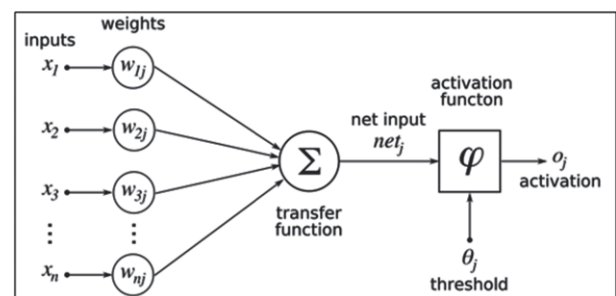 weights
inputs
x₁ w₁ⱼ
x₂ w₂ⱼ
x₃ w₃ⱼ
⋮ ⋮
xₙ wₙⱼ
Σ
transfer
function
net input
netⱼ
activation
functon
φ
oⱼ
activation
θⱼ
threshold